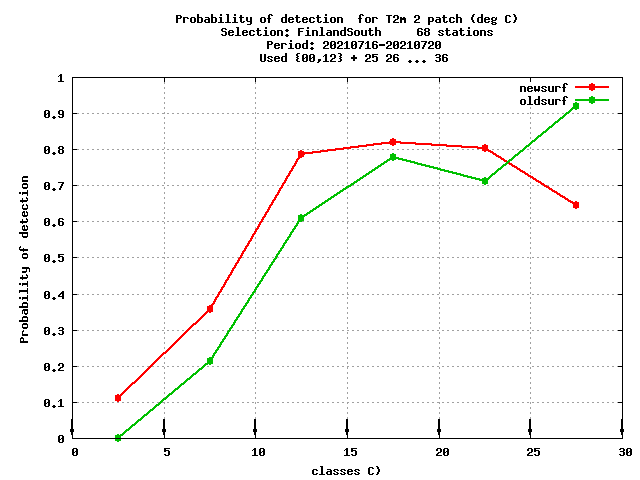 Probability of detection  for T2m 2 patch (deg C)
Selection: FinlandSouth     68 stations
Period: 20210716-20210720
Used {00,12} + 25 26 ... 36
newsurf
oldsurf
Probability of detection
1
0.9
0.8
0.7
0.6
0.5
0.4
0.3
0.2
0.1
0
0 5 10 15 20 25 30
classes C)